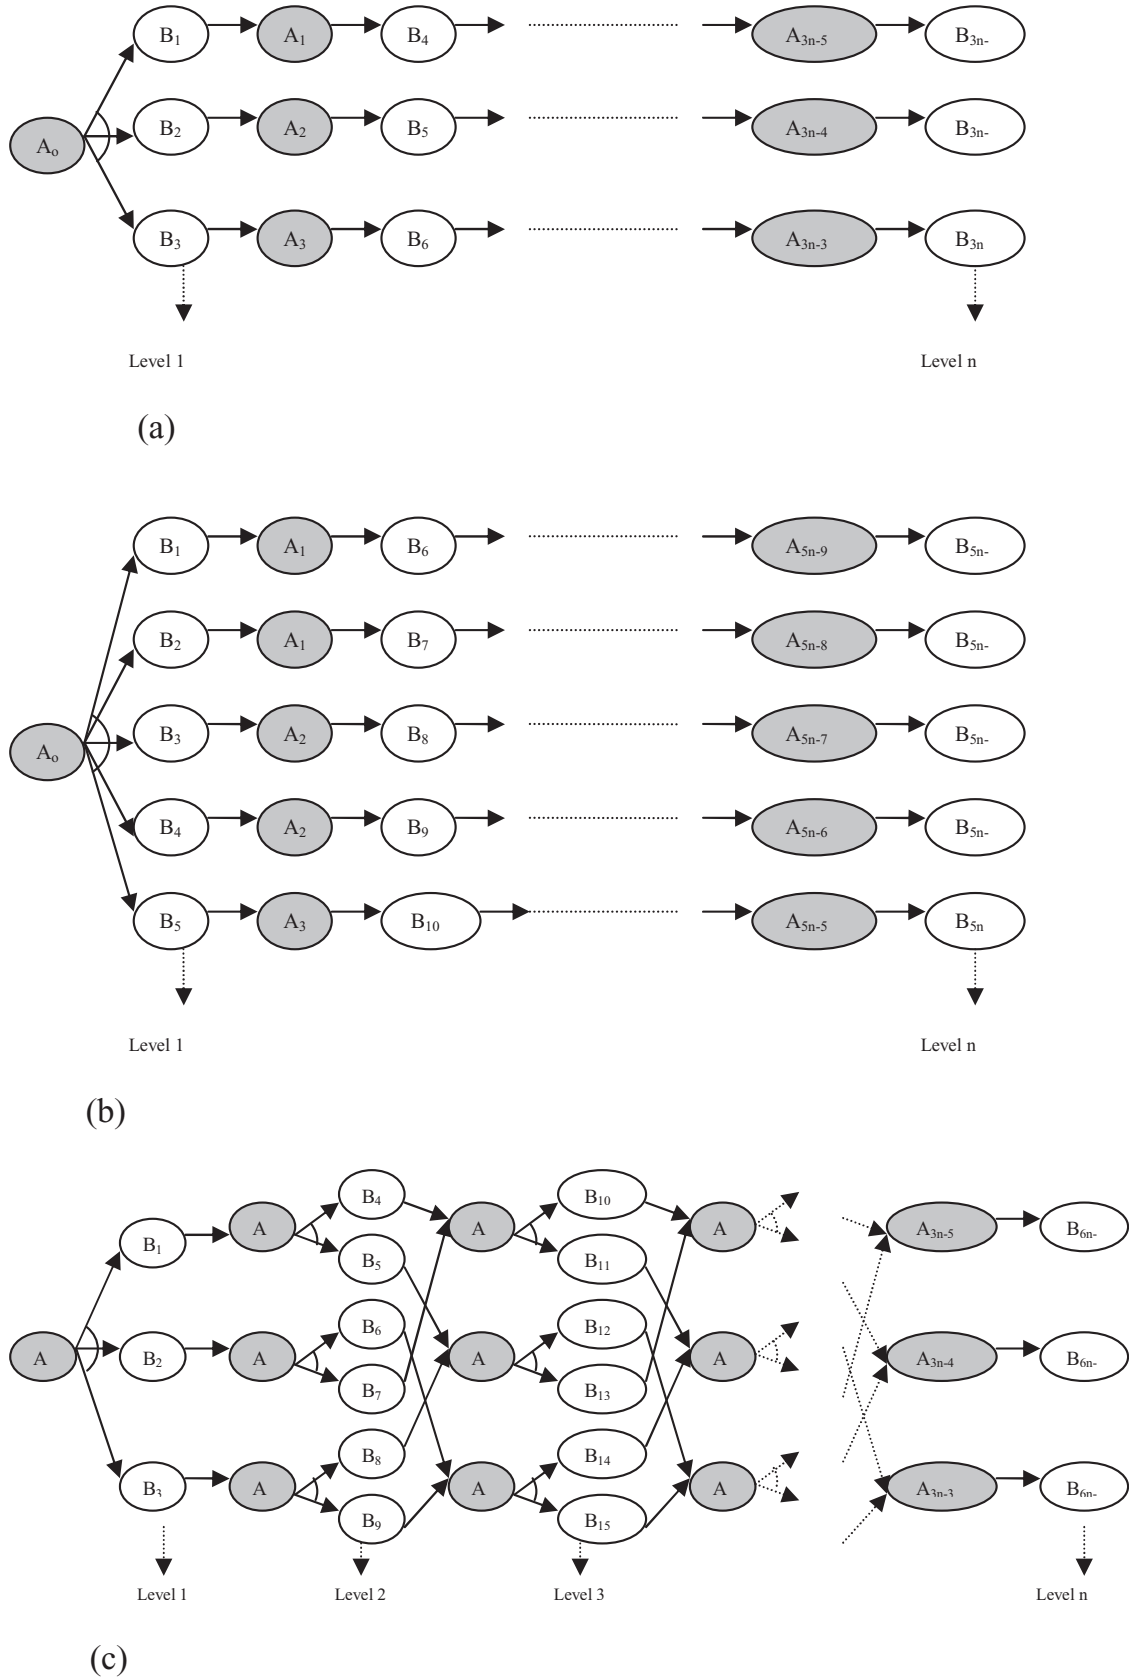 B₁ A₁ B₄ A₃ₙ₋₅ B₃ₙ₋
Aₒ B₂ A₂ B₅ A₃ₙ₋₄ B₃ₙ₋
B₃ A₃ B₆ A₃ₙ₋₃ B₃ₙ
Level 1 Level n
(a)
B₁ A₁ B₆ A₅ₙ₋₉ B₅ₙ₋
B₂ A₁ B₇ A₅ₙ₋₈ B₅ₙ₋
Aₒ B₃ A₂ B₈ A₅ₙ₋₇ B₅ₙ₋
B₄ A₂ B₉ A₅ₙ₋₆ B₅ₙ₋
B₅ A₃ B₁₀ A₅ₙ₋₅ B₅ₙ
Level 1 Level n
(b)
B₄ B₁₀
B₁ A A A A₃ₙ₋₅ B₆ₙ₋
B₅ B₁₁
B₆ B₁₂
A B₂ A A A A₃ₙ₋₄ B₆ₙ₋
B₇ B₁₃
B₈ B₁₄
B₃ A A A A₃ₙ₋₃ B₆ₙ₋
B₉ B₁₅
Level 1 Level 2 Level 3 Level n
(c)